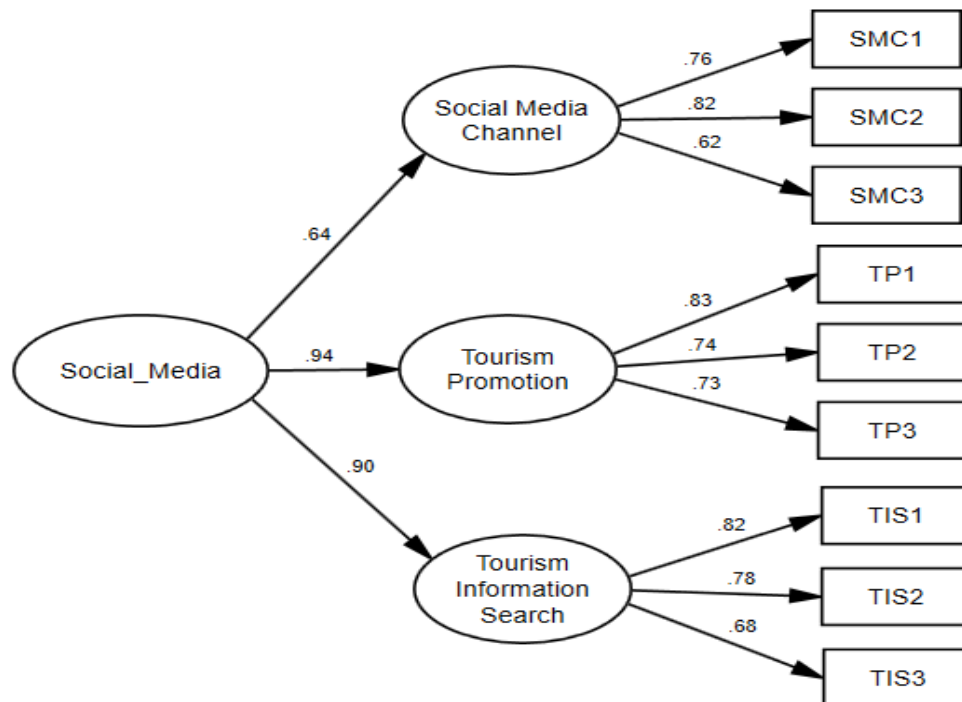 .76
SMC1
Social Media
Channel
.82
SMC2
.62
SMC3
.64
.83
TP1
Social_Media
.94
Tourism
Promotion
.74
TP2
.73
TP3
.90
.82
TIS1
Tourism
Information
Search
.78
TIS2
.68
TIS3